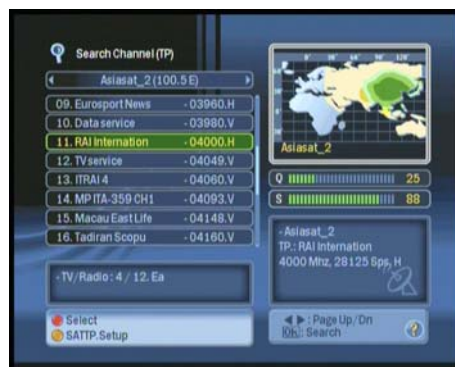 Search Channel (TP)
Asiasat_2 (100.5 E)
09. Eurosport News - 03960.H
10. Data service - 03980.V
11. RAI Internation - 04000.H
12. TV service - 04049.V
13. ITRAI 4 - 04060.V
14. MP ITA-359 CH1 - 04093.V
15. Macau East Life - 04148.V
16. Tadiran Scopu - 04160.V
-TV/Radio : 4 / 12. Ea
Select
SATTP.Setup
Asiasat_2
Q 25
S 88
- Asiasat_2
TP.: RAI Internation
4000 Mhz, 28125 Sps, H
: Page Up/Dn
OK : Search
?